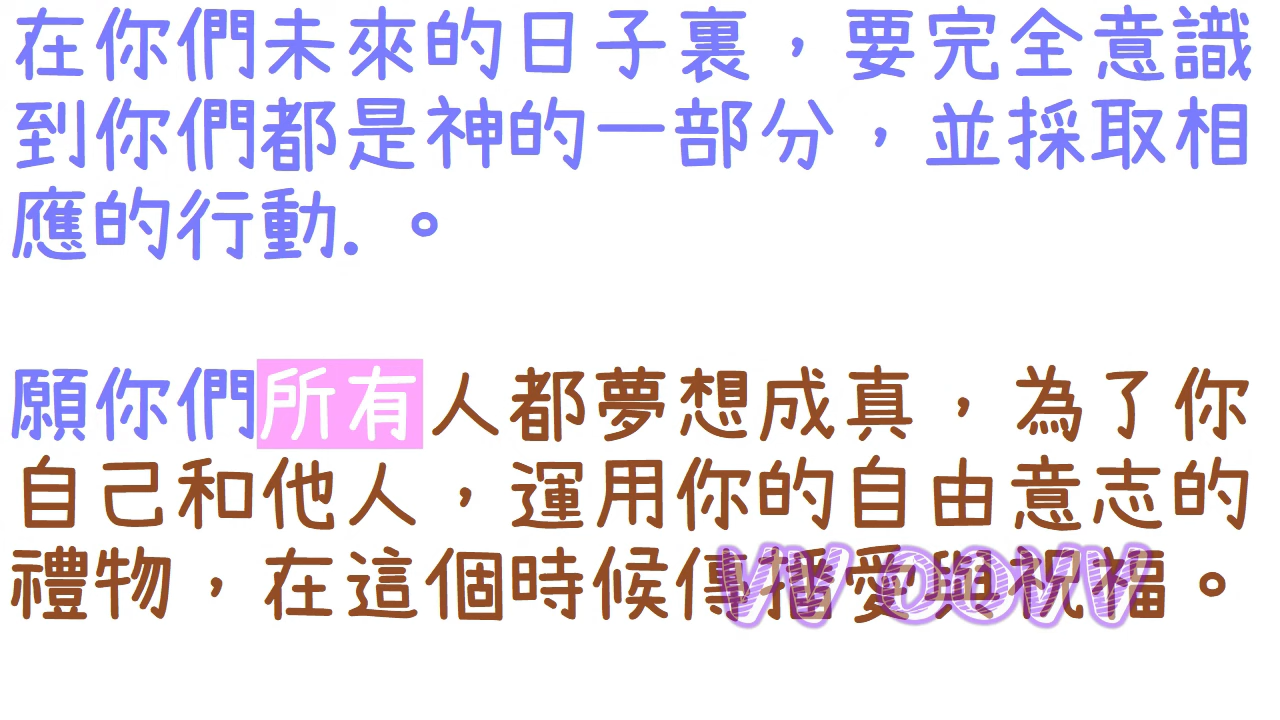 在你們未來的日子裏，要完全意識
到你們都是神的一部分，並採取相
應的行動. 。
願你們所有人都夢想成真，為了你
自己和他人，運用你的自由意志的
禮物，在這個時候傳播愛與祝福。